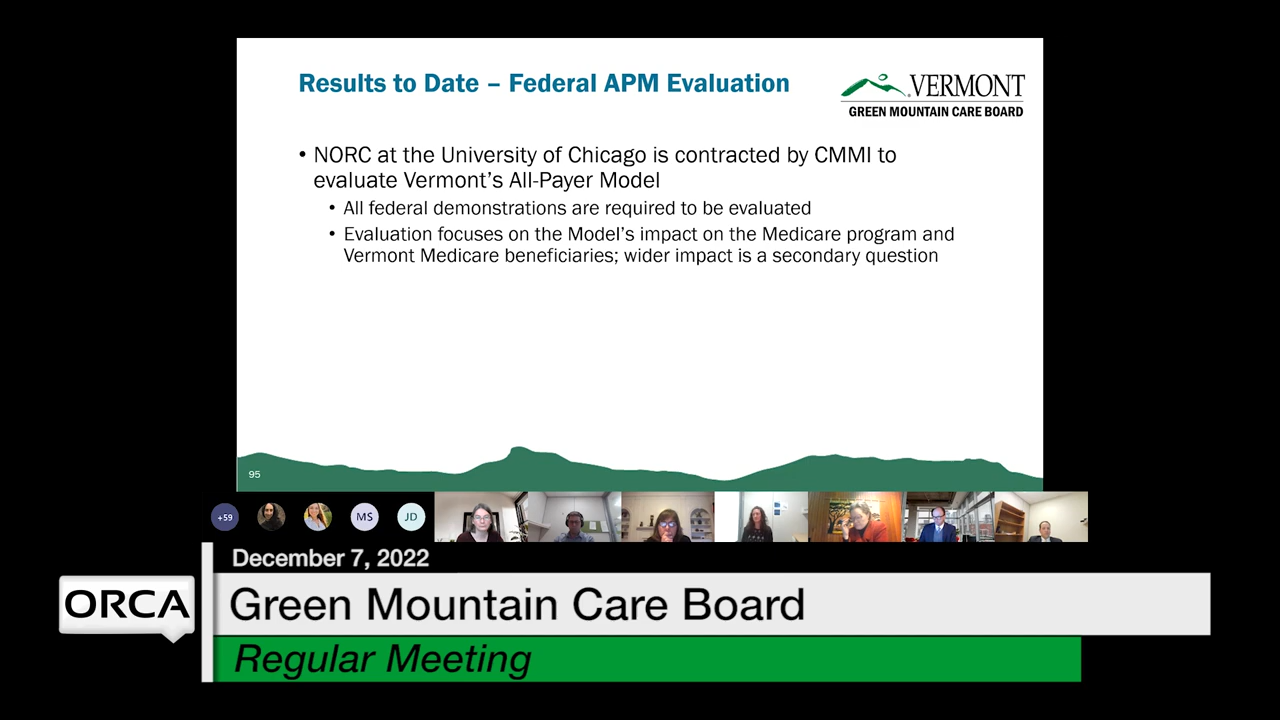 Results to Date – Federal APM Evaluation
VERMONT
GREEN MOUNTAIN CARE BOARD
• NORC at the University of Chicago is contracted by CMMI to
evaluate Vermont's All-Payer Model
• All federal demonstrations are required to be evaluated
• Evaluation focuses on the Model's impact on the Medicare program and
Vermont Medicare beneficiaries; wider impact is a secondary question
95
+59
MS
JD
December 7, 2022
ORCA
Green Mountain Care Board
Regular Meeting